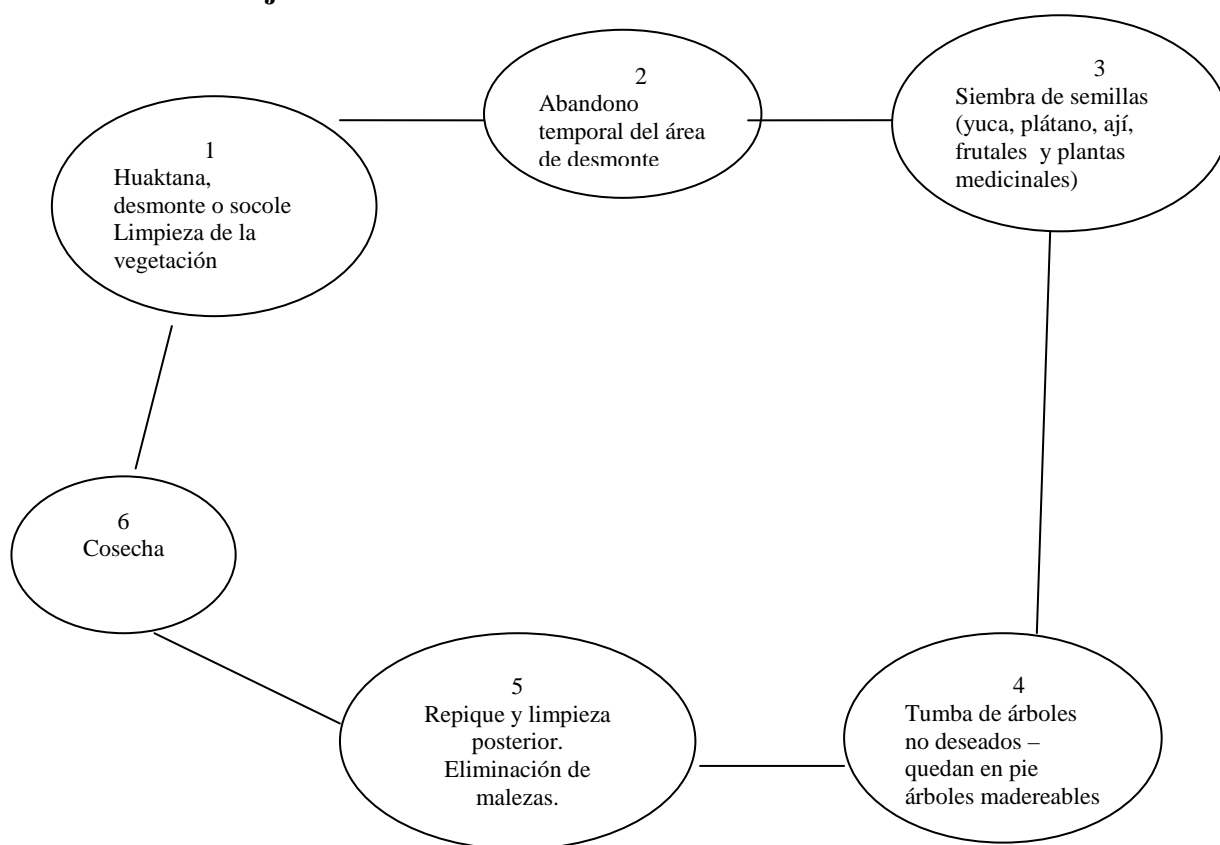 1
Huaktana,
desmonte o socole
Limpieza de la
vegetación
2
Abandono
temporal del área
de desmonte
3
Siembra de semillas
(yuca, plátano, ají,
frutales y plantas
medicinales)
4
Tumba de árboles
no deseados –
quedan en pie
árboles madereables
5
Repique y limpieza
posterior.
Eliminación de
malezas.
6
Cosecha